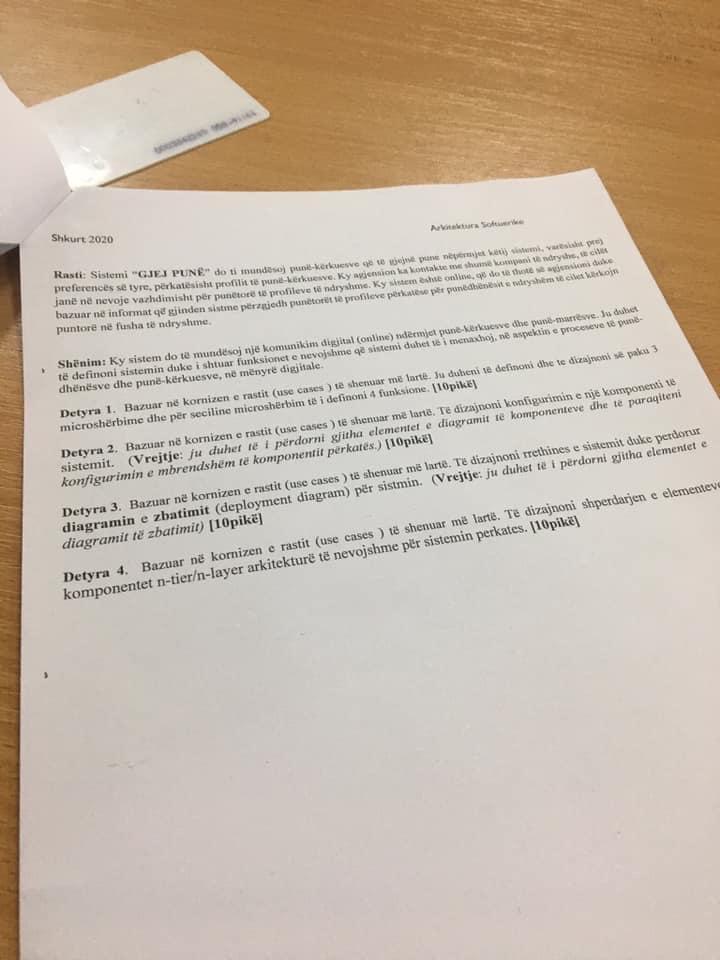 Shkurt 2020
Arkitektura Softuerike
Rasti: Sistemi "GJEJ PUNË" do ti mundësoj punë-kërkuesve që të gjejnë pune nëpërmjet këtij sistemi, varësisht prej
preferencës së tyre, përkatësisht profilit të punë-kërkuesve. Ky agjension ka kontakte me shumë kompani të ndryshe, të cilët
janë në nevoje vazhdimisht për punëtorë të profileve të ndryshme. Ky sistem është online, që do të thotë së agjensioni duke
bazuar në informat që gjinden sistme përzgjedh punëtorët të profileve përkatëse për punëdhënësit e ndryshëm të cilet kërkojn
puntorë në fusha të ndryshme.
Shënim: Ky sistem do të mundësoj një komunikim digjital (online) ndërmjet punë-kërkuesve dhe punë-marrësve. Ju duhet
të definoni sistemin duke i shtuar funksionet e nevojshme që sistemi duhet të i menaxhoj, në aspektin e proceseve të punë-
dhënësve dhe punë-kërkuesve, në mënyrë digjitale.
Detyra 1. Bazuar në kornizen e rastit (use cases ) të shenuar më lartë. Ju duheni të definoni dhe te dizajnoni së paku 3
microshërbime dhe për seciline microshërbim të i definoni 4 funksione. [10pikë]
Detyra 2. Bazuar në kornizen e rastit (use cases ) të shenuar më lartë. Të dizajnoni konfigurimin e një komponenti të
sistemit. (Vrejtje: ju duhet të i përdorni gjitha elementet e diagramit të komponenteve dhe të paraqiteni
konfigurimin e mbrendshëm të komponentit përkatës.) [10pikë]
Detyra 3. Bazuar në kornizen e rastit (use cases ) të shenuar më lartë. Të dizajnoni rrethines e sistemit duke perdorur
diagramin e zbatimit (deployment diagram) për sistmin. (Vrejtje: ju duhet të i përdorni gjitha elementet e
diagramit të zbatimit) [10pikë]
Detyra 4. Bazuar në kornizen e rastit (use cases ) të shenuar më lartë. Të dizajnoni shperdarjen e elementeve
komponentet n-tier/n-layer arkitekturë të nevojshme për sistemin perkates. [10pikë]